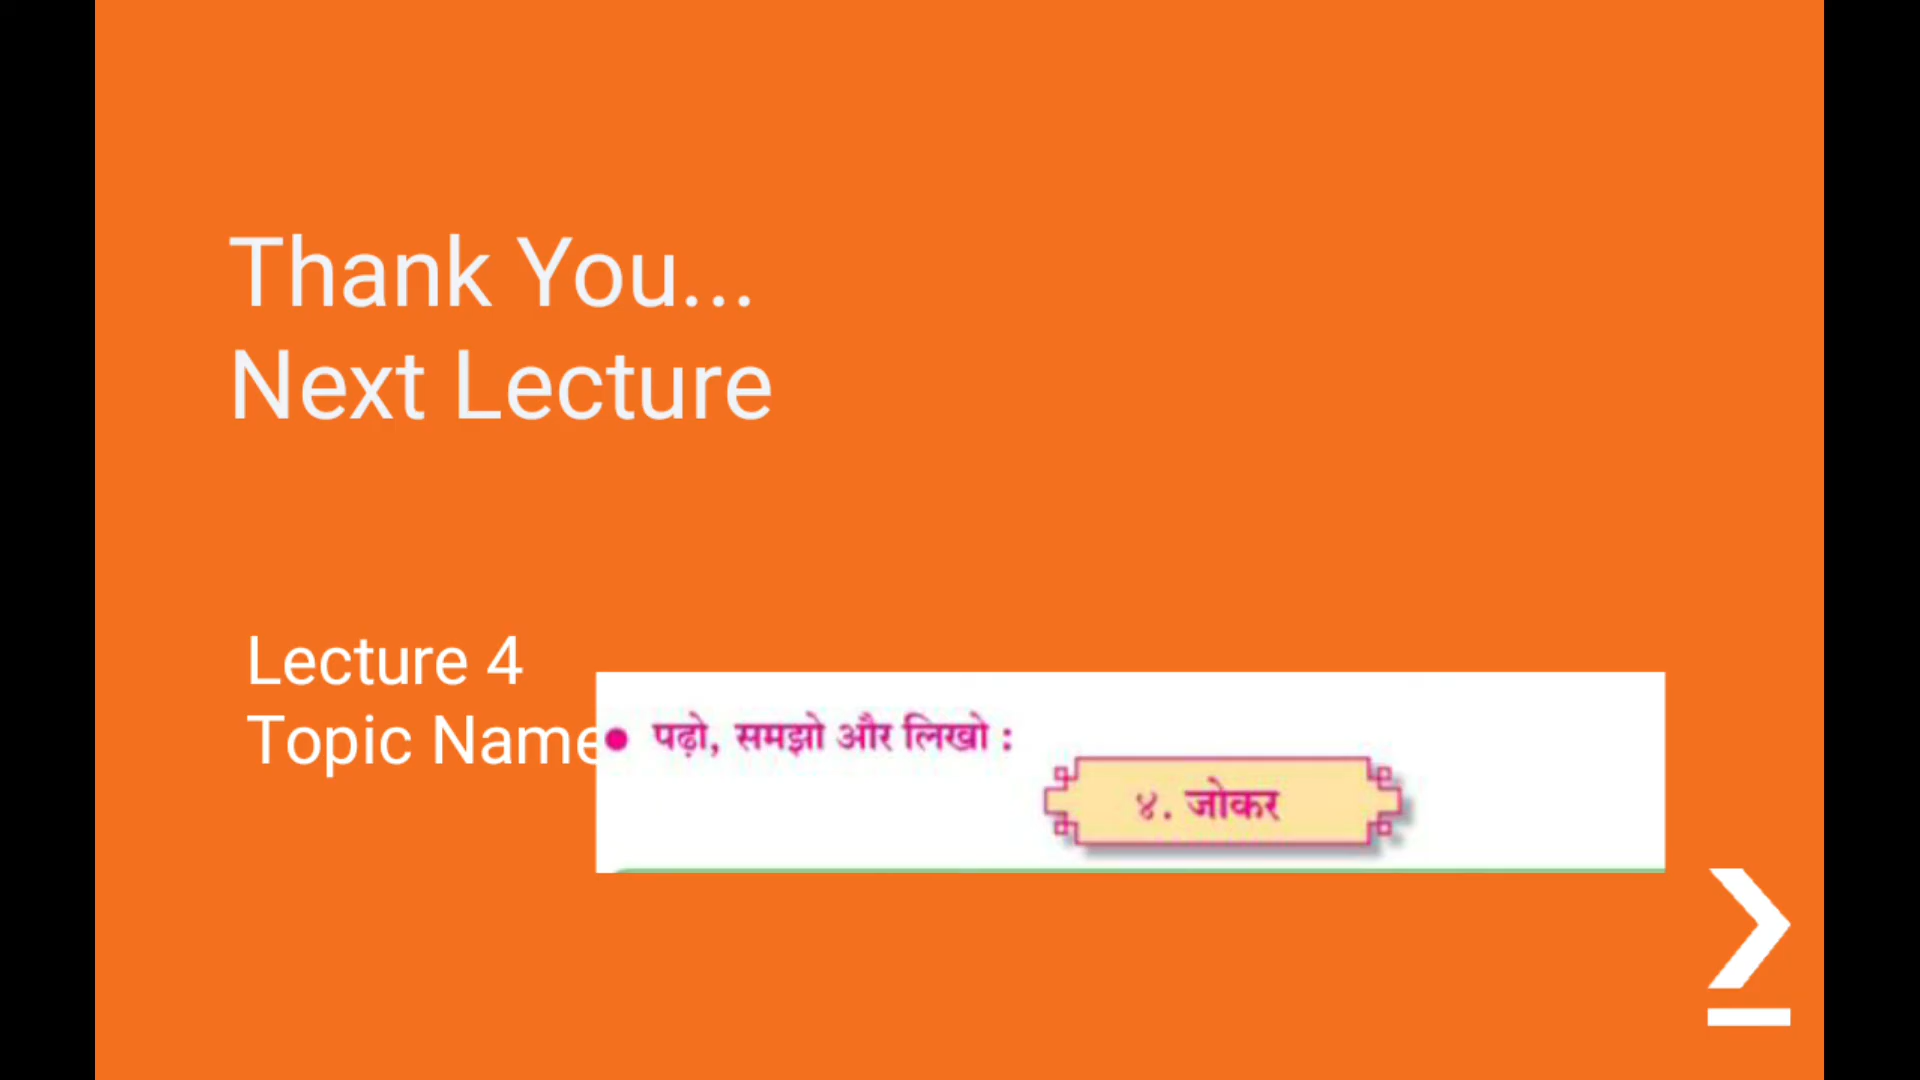 Thank You...
Next Lecture
Lecture 4
Topic Name
● पढ़ो, समझो और लिखो :
४. जोकर